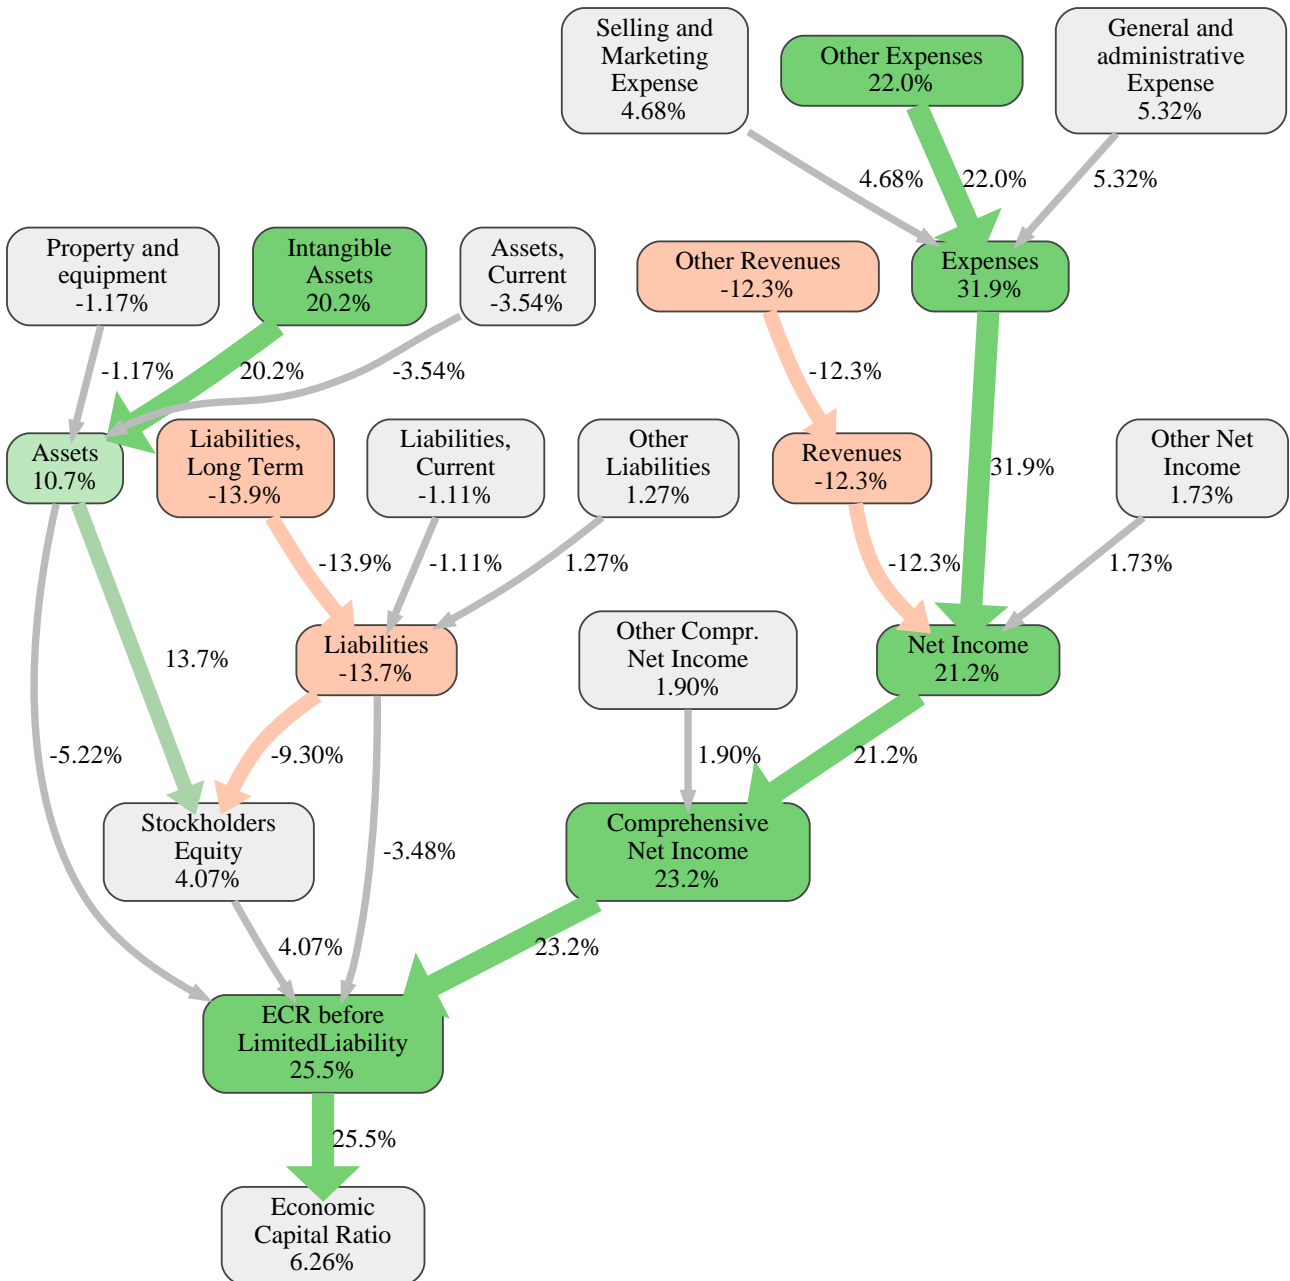 Selling and
Marketing
Expense
4.68%
Other Expenses
22.0%
General and
administrative
Expense
5.32%
4.68%
22.0%
5.32%
Property and
equipment
-1.17%
Intangible
Assets
20.2%
Assets,
Current
-3.54%
Other Revenues
-12.3%
Expenses
31.9%
-1.17%
20.2%
-3.54%
-12.3%
Assets
10.7%
Liabilities,
Long Term
-13.9%
Liabilities,
Current
-1.11%
Other
Liabilities
1.27%
Revenues
-12.3%
31.9%
Other Net
Income
1.73%
-13.9%
-1.11%
1.27%
-12.3%
1.73%
13.7%
Liabilities
-13.7%
Other Compr.
Net Income
1.90%
Net Income
21.2%
-5.22%
-9.30%
1.90%
21.2%
Stockholders
Equity
4.07%
-3.48%
Comprehensive
Net Income
23.2%
4.07%
23.2%
ECR before
LimitedLiability
25.5%
25.5%
Economic
Capital Ratio
6.26%